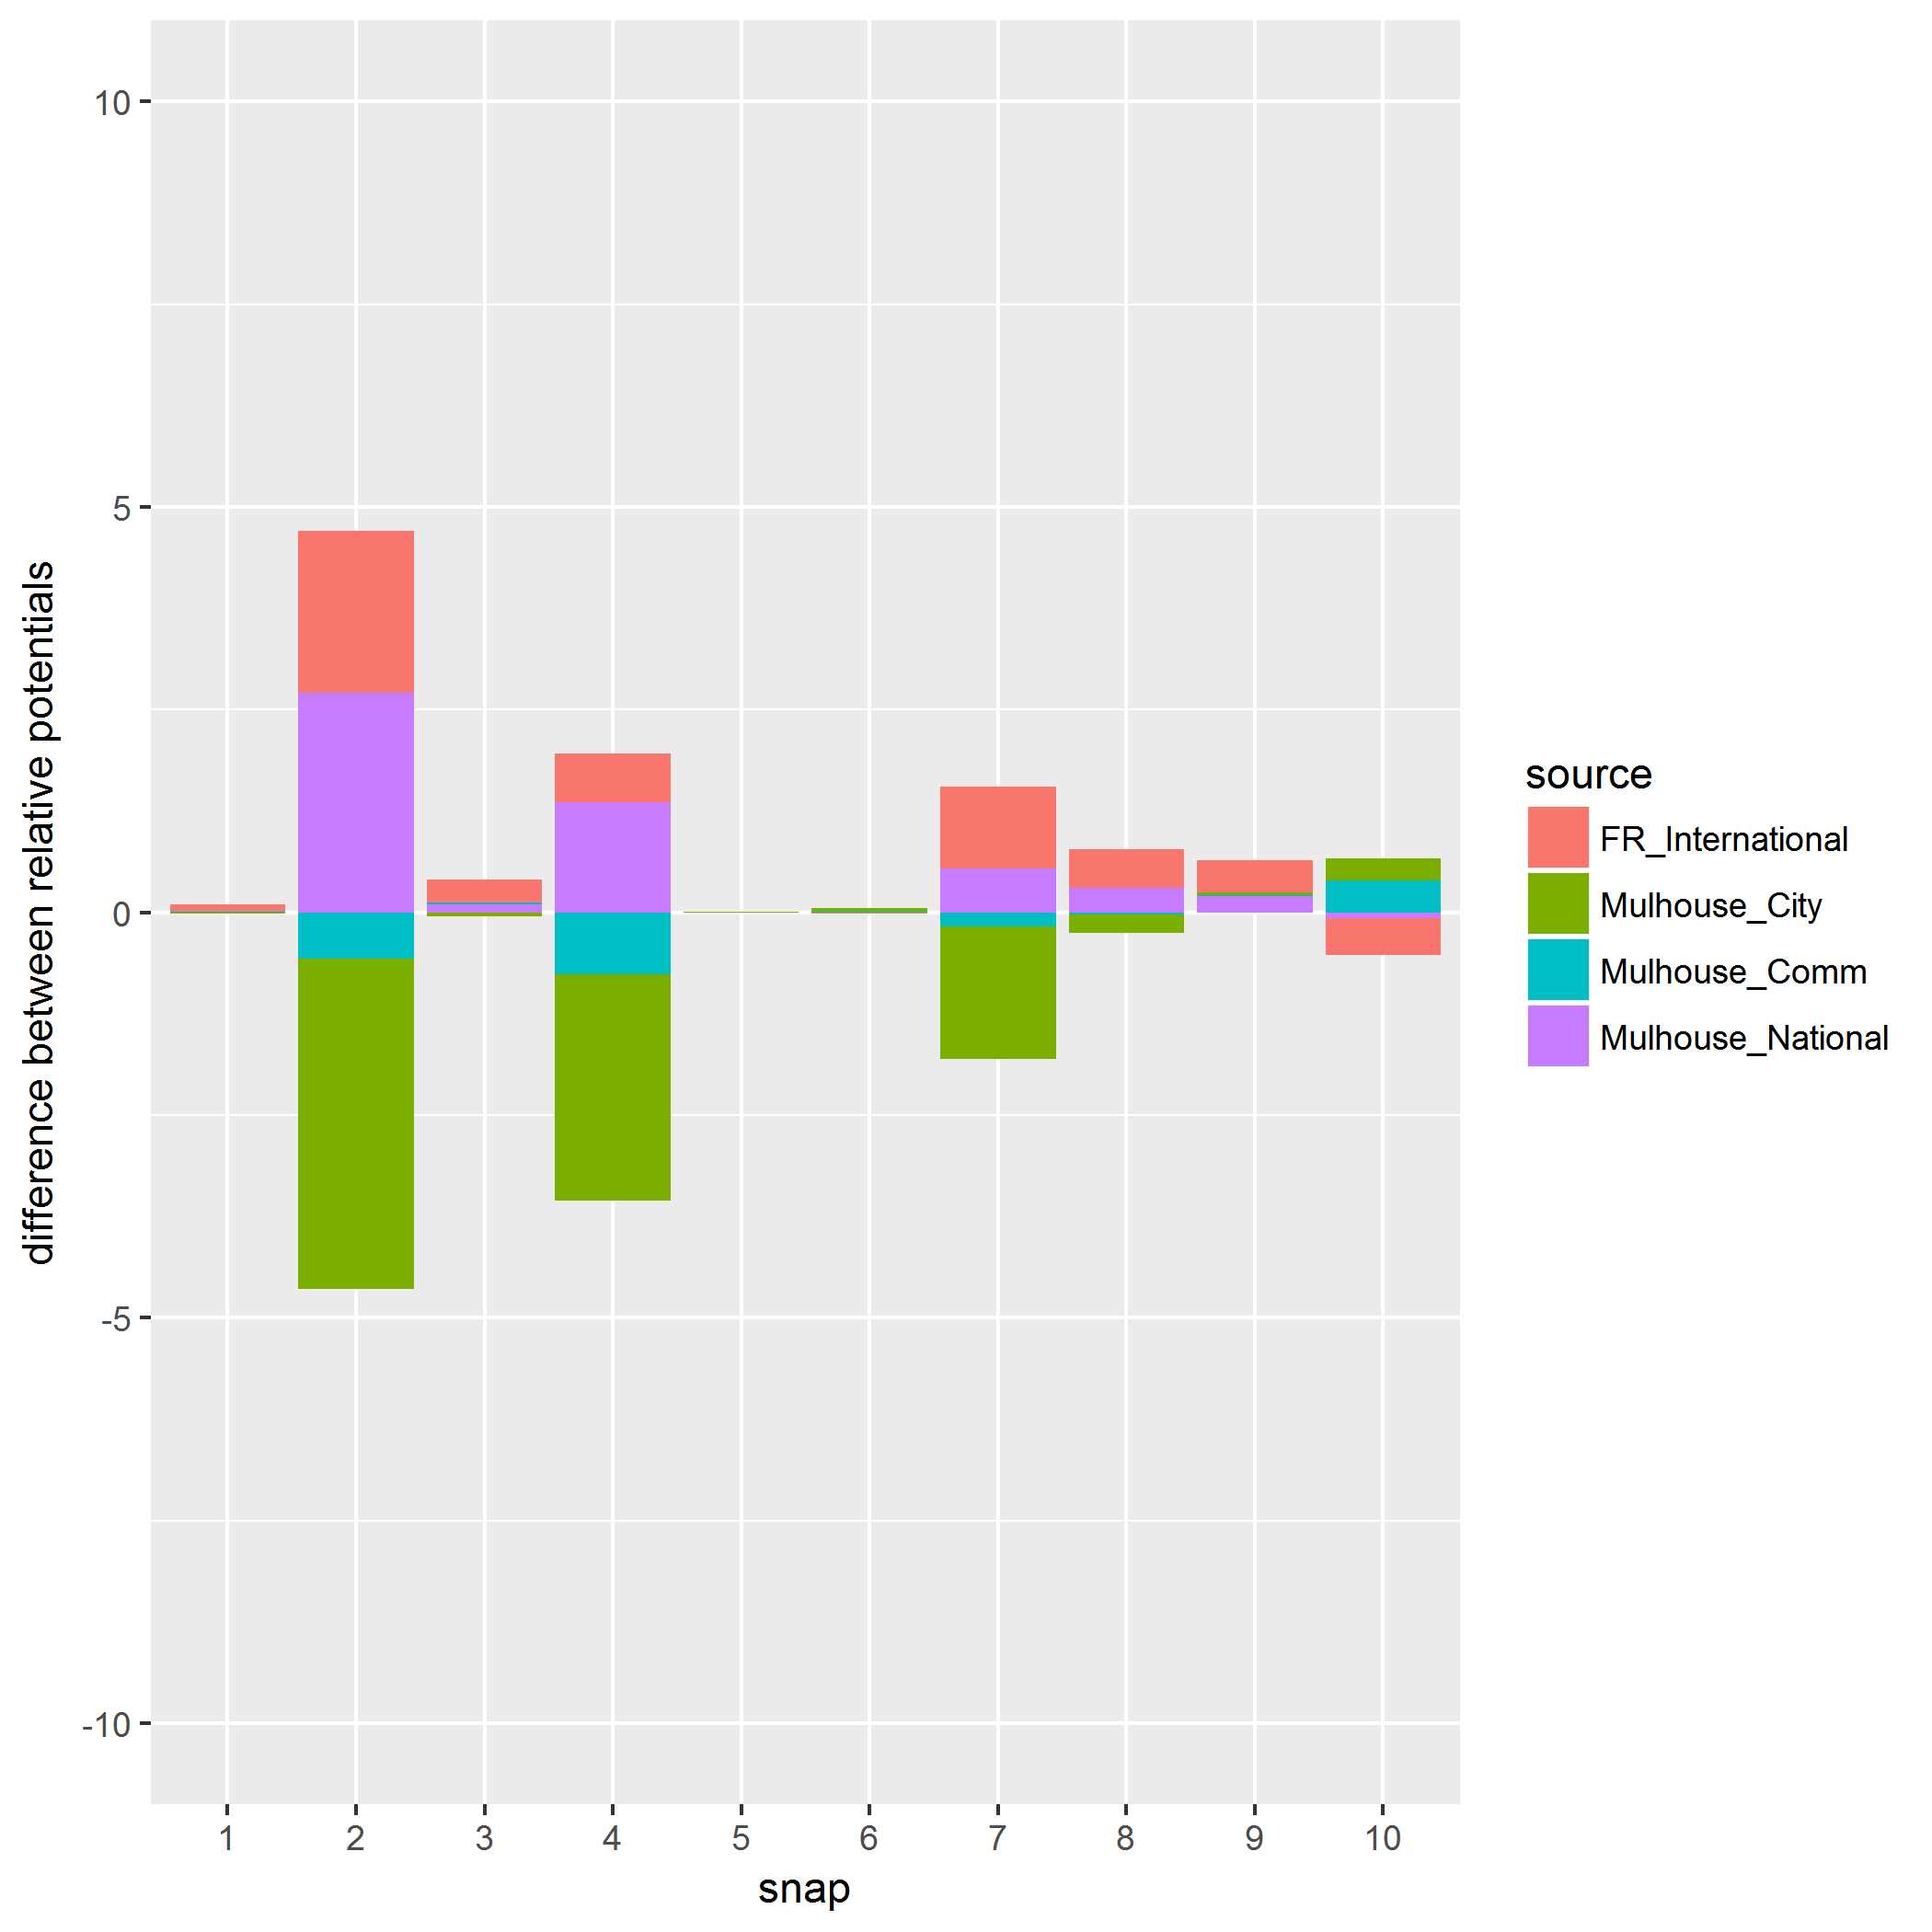 difference between relative potentials
10
5
0
-5
-10
1 2 3 4 5 6 7 8 9 10
snap
source
FR_International
Mulhouse_City
Mulhouse_Comm
Mulhouse_National